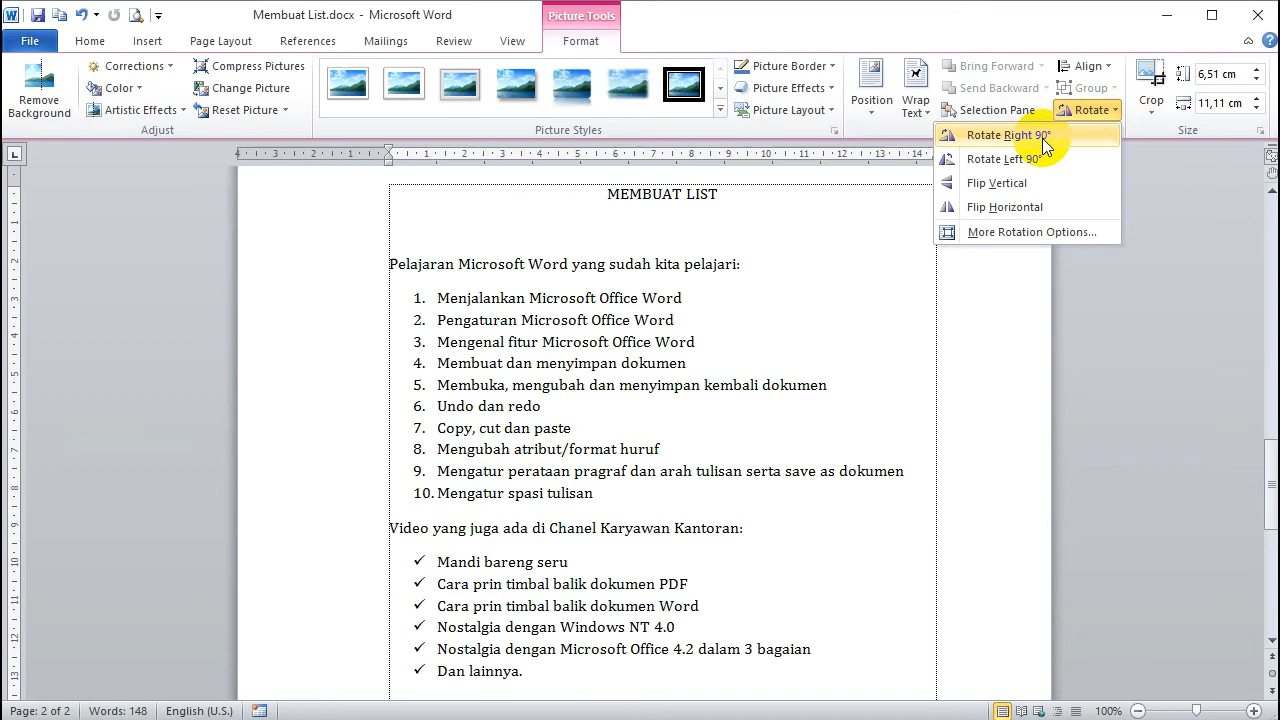 Membuat List.docx - Microsoft Word
Picture Tools
File Home Insert Page Layout References Mailings Review View Format
Remove Background
Corrections
Color
Artistic Effects
Compress Pictures
Change Picture
Reset Picture
Adjust
Picture Styles
Picture Border
Picture Effects
Picture Layout
Position
Wrap Text
Bring Forward
Send Backward
Selection Pane
Align
Group
Rotate
Crop
6,51 cm
11,11 cm
Size
Rotate Right 90°
Rotate Left 90°
Flip Vertical
Flip Horizontal
More Rotation Options...
MEMBUAT LIST
Pelajaran Microsoft Word yang sudah kita pelajari:
1. Menjalankan Microsoft Office Word
2. Pengaturan Microsoft Office Word
3. Mengenal fitur Microsoft Office Word
4. Membuat dan menyimpan dokumen
5. Membuka, mengubah dan menyimpan kembali dokumen
6. Undo dan redo
7. Copy, cut dan paste
8. Mengubah atribut/format huruf
9. Mengatur perataan pragraf dan arah tulisan serta save as dokumen
10. Mengatur spasi tulisan
Video yang juga ada di Chanel Karyawan Kantoran:
✓ Mandi bareng seru
✓ Cara prin timbal balik dokumen PDF
✓ Cara prin timbal balik dokumen Word
✓ Nostalgia dengan Windows NT 4.0
✓ Nostalgia dengan Microsoft Office 4.2 dalam 3 bagaian
✓ Dan lainnya.
Page: 2 of 2 Words: 148 English (U.S.) 100%